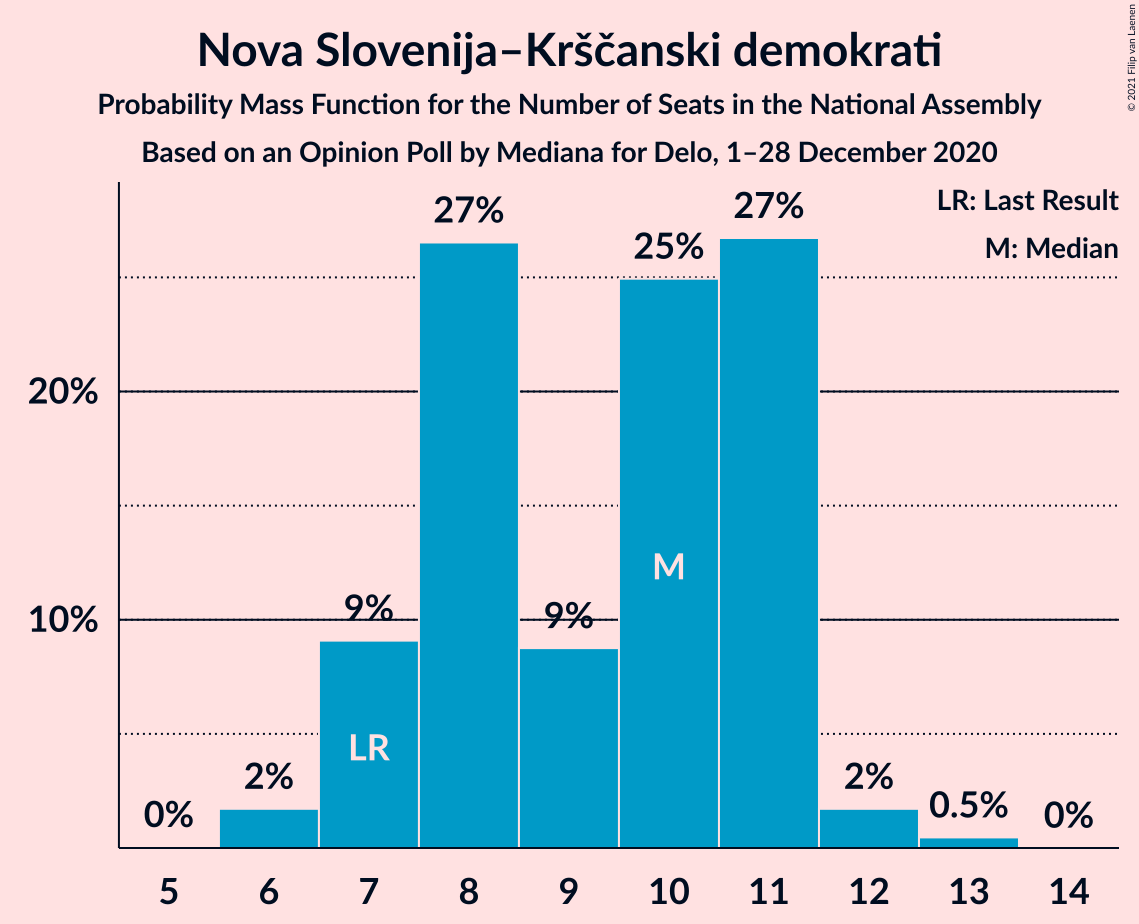 Nova Slovenija–Krščanski demokrati
Probability Mass Function for the Number of Seats in the National Assembly
Based on an Opinion Poll by Mediana for Delo, 1–28 December 2020
© 2021 Filip van Laenen
LR: Last Result
M: Median
20%
10%
0%
2%
9%
27%
9%
25%
27%
2%
0.5%
0%
LR
M
5 6 7 8 9 10 11 12 13 14